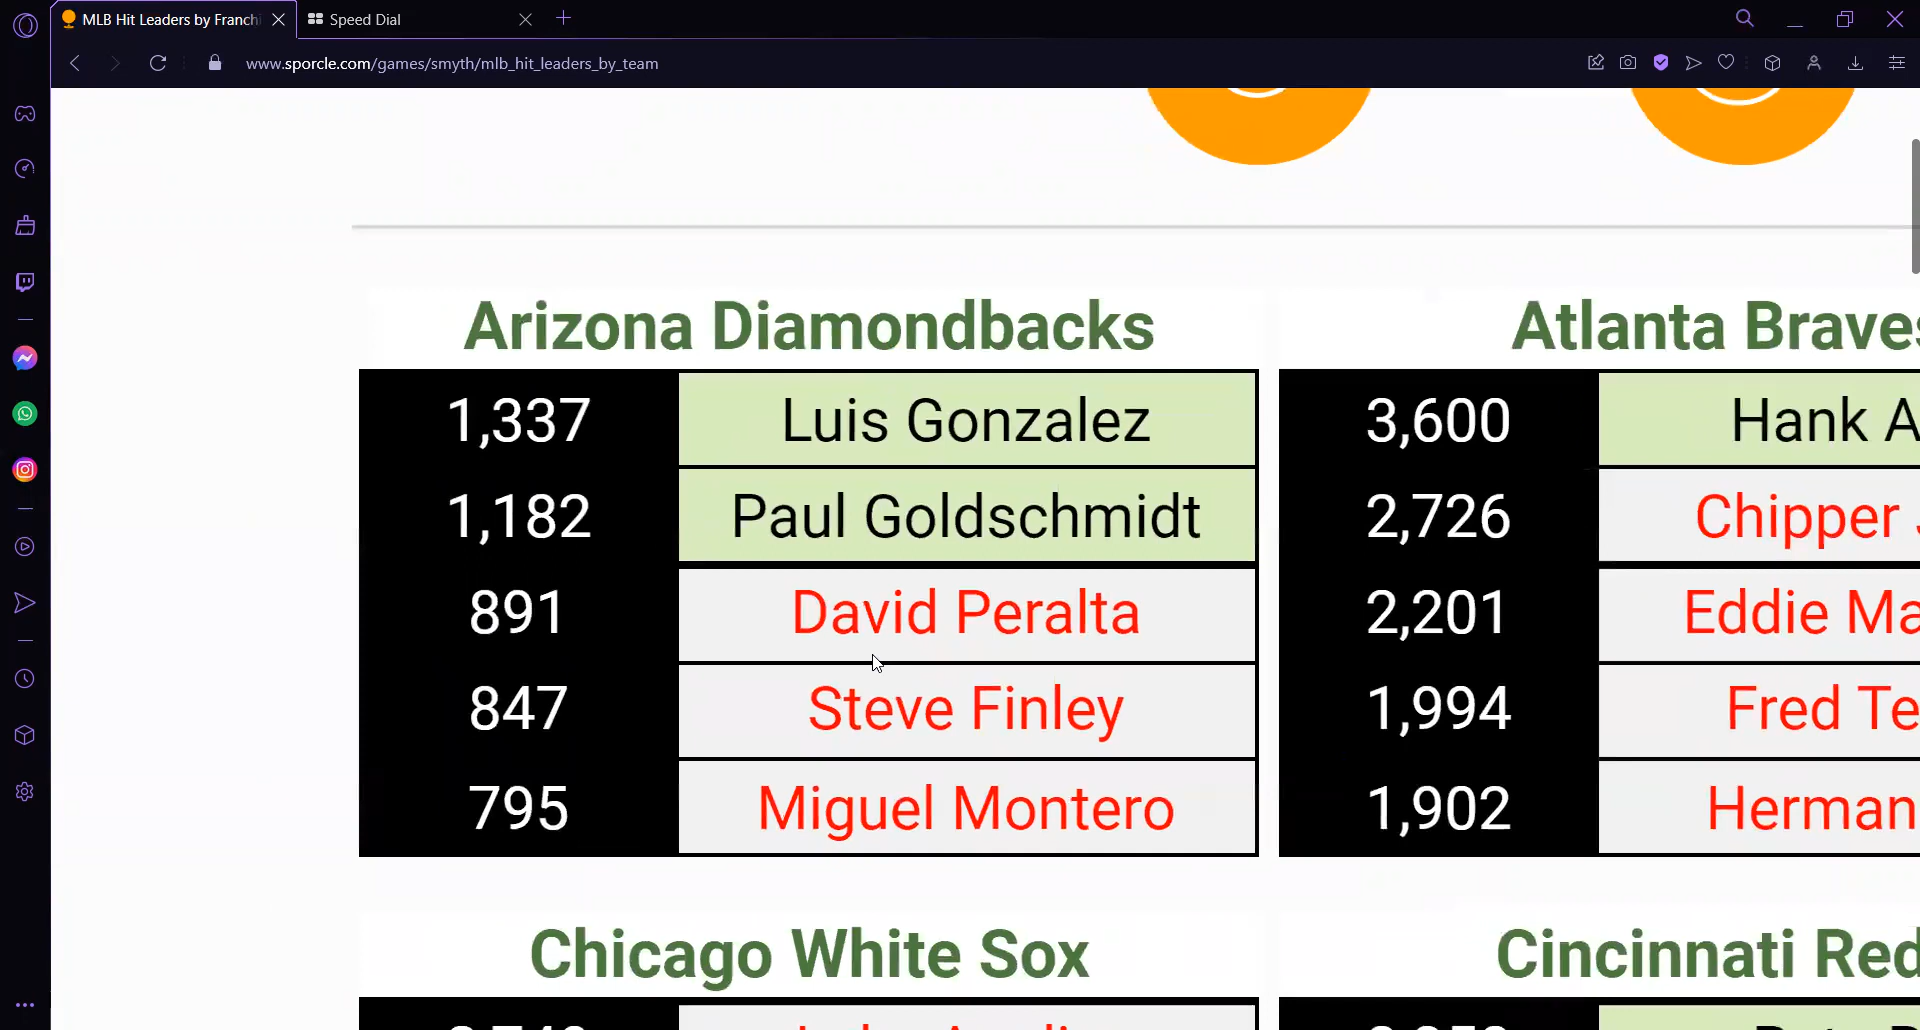 MLB Hit Leaders by Franchi
Speed Dial
www.sporcle.com/games/smyth/mlb_hit_leaders_by_team
Arizona Diamondbacks
1,337 Luis Gonzalez
1,182 Paul Goldschmidt
891 David Peralta
847 Steve Finley
795 Miguel Montero
Atlanta Braves
3,600 Hank A
2,726 Chipper
2,201 Eddie Ma
1,994 Fred Te
1,902 Herman
Chicago White Sox
Cincinnati Red